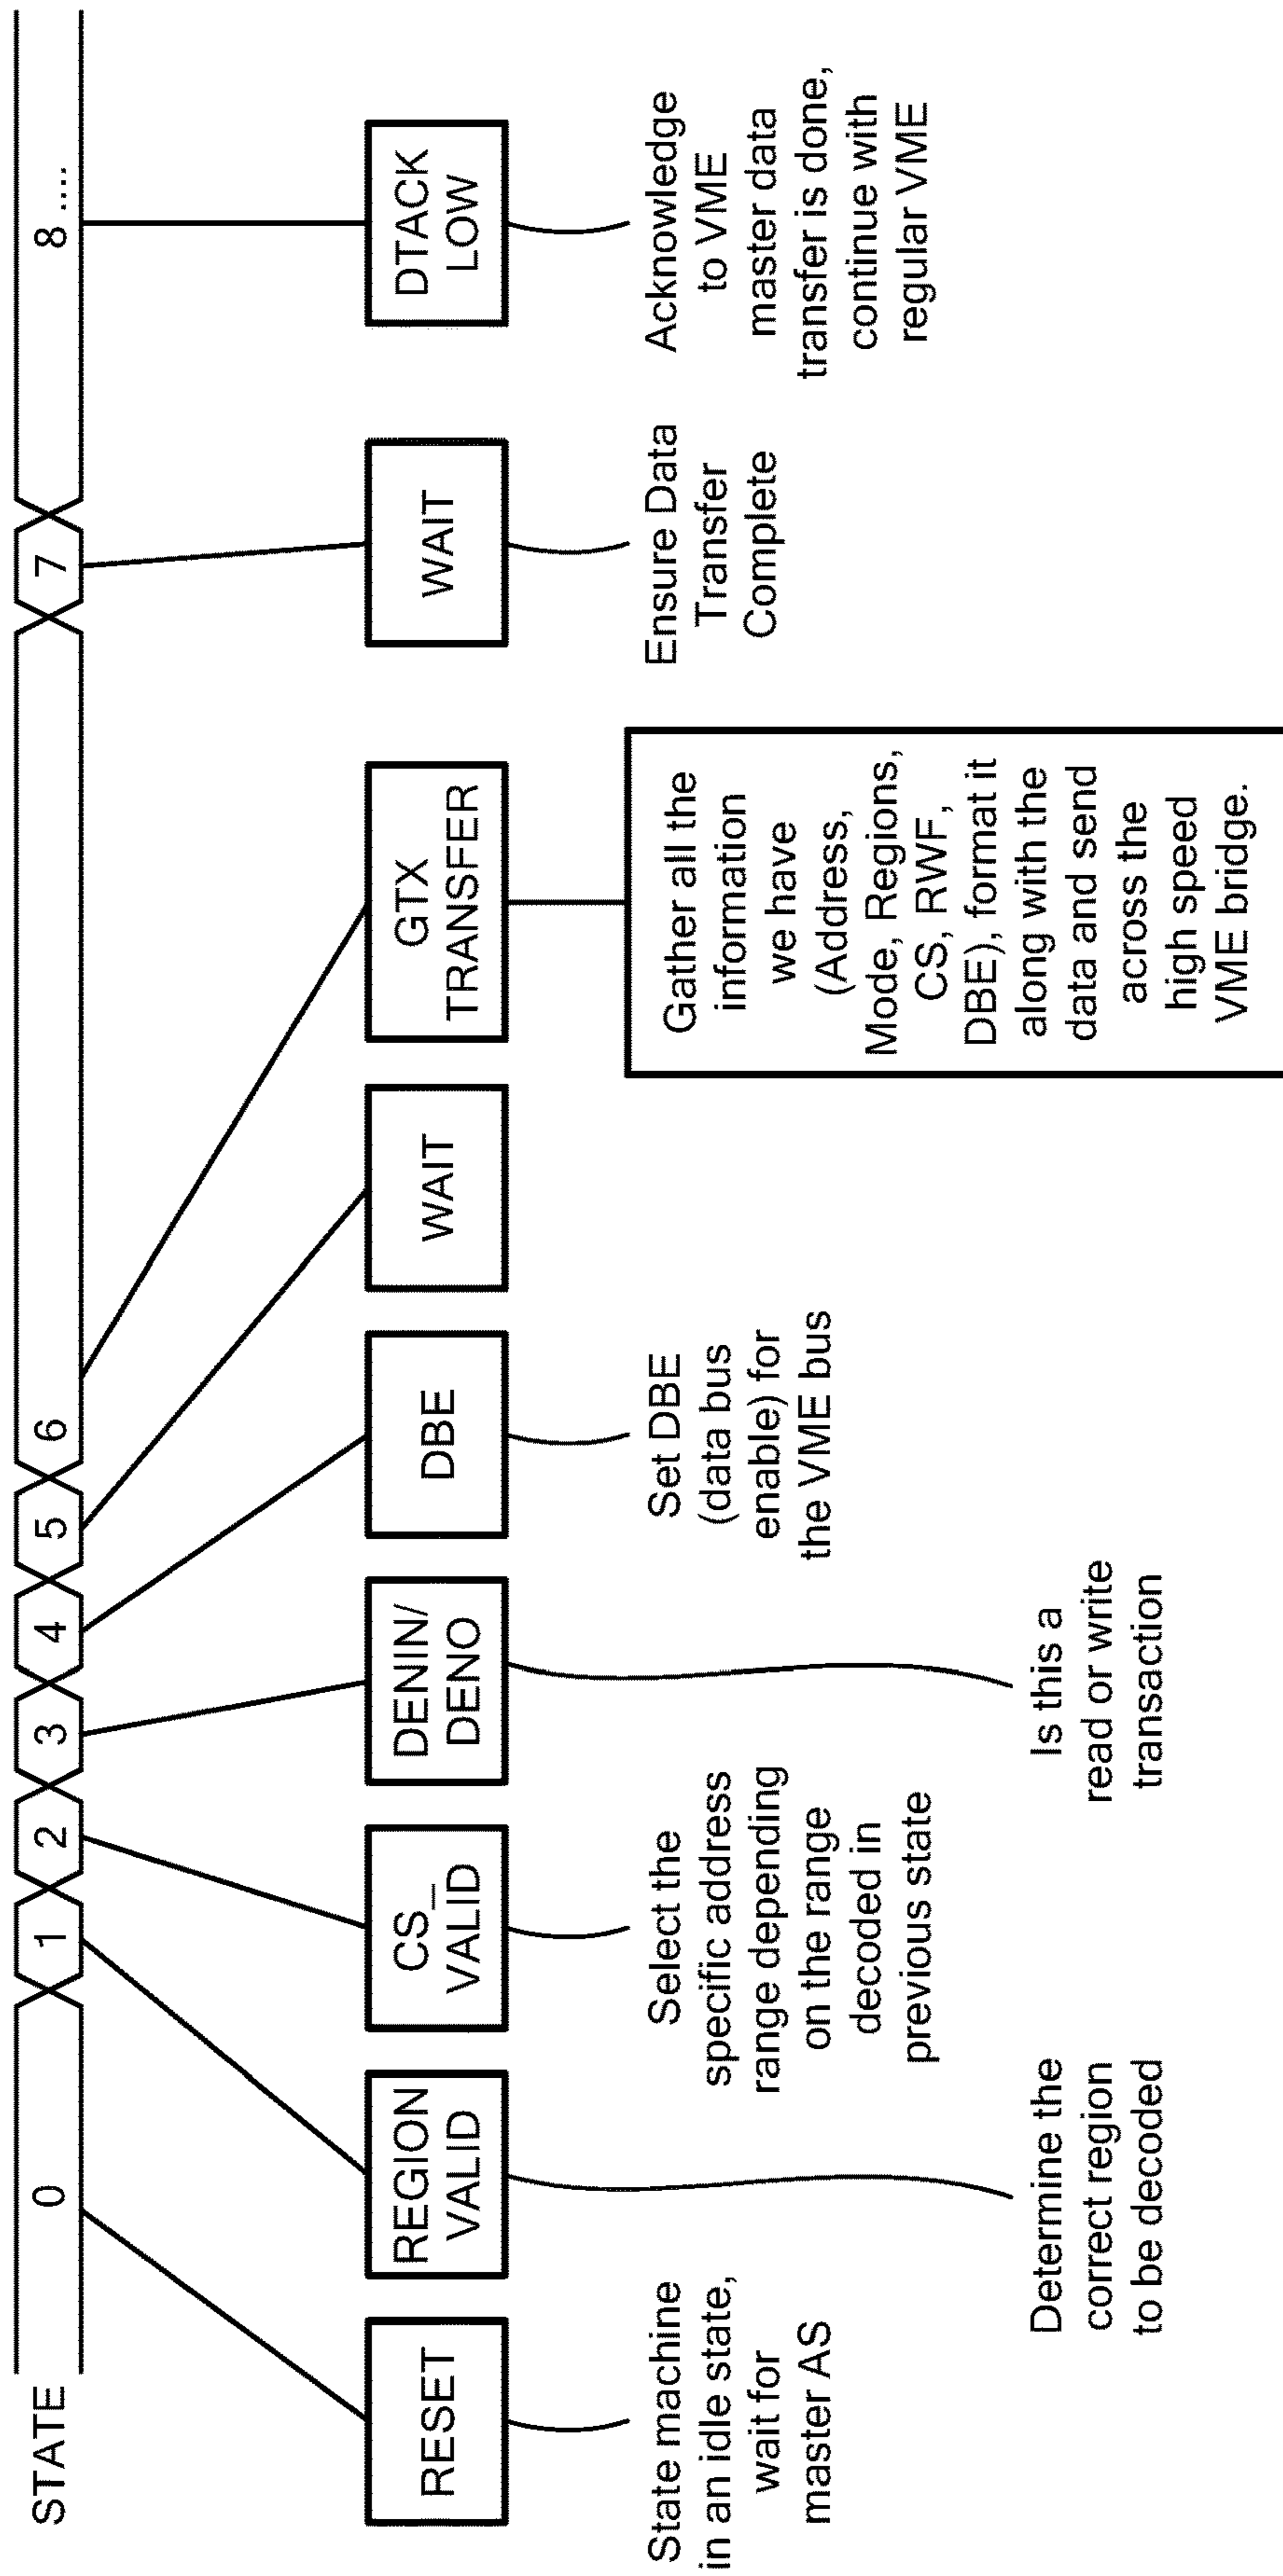 STATE
0
1
2
3
4
5
6
7
8 ....
RESET
REGION
VALID
CS_
VALID
DENIN/
DENO
DBE
WAIT
GTX
TRANSFER
WAIT
DTACK
LOW
State machine
in an idle state,
wait for
master AS
Determine the
correct region
to be decoded
Select the
specific address
range depending
on the range
decoded in
previous state
Is this a
read or write
transaction
Set DBE
(data bus
enable) for
the VME bus
Gather all the
information
we have
(Address,
Mode, Regions,
CS, RWF,
DBE), format it
along with the
data and send
across the
high speed
VME bridge.
Ensure Data
Transfer
Complete
Acknowledge
to VME
master data
transfer is done,
continue with
regular VME